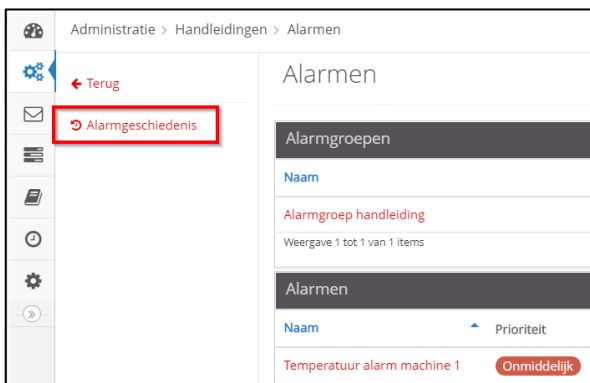 Administratie > Handleidingen > Alarmen
Terug
Alarmgeschiedenis
Alarmen
Alarmgroepen
Naam
Alarmgroep handleiding
Weergave 1 tot 1 van 1 items
Alarmen
Naam Prioriteit
Temperatuur alarm machine 1 Onmiddelijk